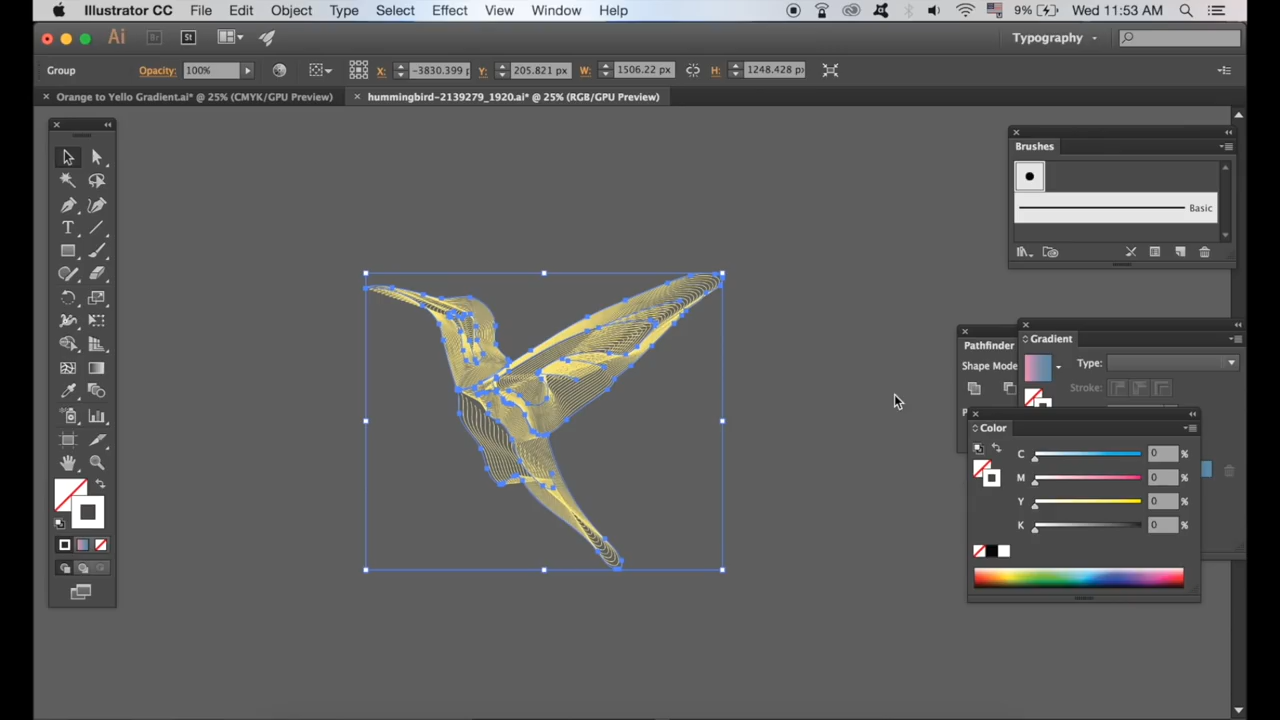 Illustrator CC File Edit Object Type Select Effect View Window Help 9% Wed 11:53 AM
Ai Br St Typography
Group Opacity: 100% X: -3830.399 p Y: 205.821 px W: 1506.22 px H: 1248.428 px
Orange to Yello Gradient.ai* @ 25% (CMYK/GPU Preview) hummingbird-2139279_1920.ai* @ 25% (RGB/GPU Preview)
Brushes
Basic
Gradient
Pathfinder
Type:
Shape Mode
Stroke:
Color
C 0 %
M 0 %
Y 0 %
K 0 %
T